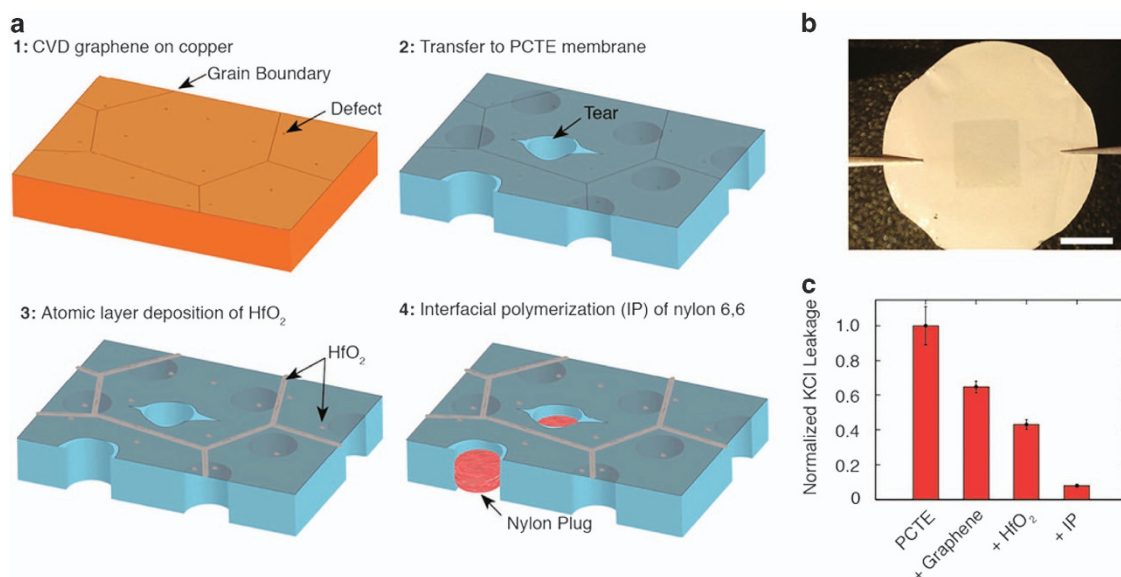 a
1: CVD graphene on copper
Grain Boundary
Defect
2: Transfer to PCTE membrane
Tear
3: Atomic layer deposition of HfO₂
HfO₂
4: Interfacial polymerization (IP) of nylon 6,6
Nylon Plug
b
c
Normalized KCl Leakage
1.0
0.8
0.6
0.4
0.2
0
PCTE
+ Graphene
+ HfO₂
+ IP